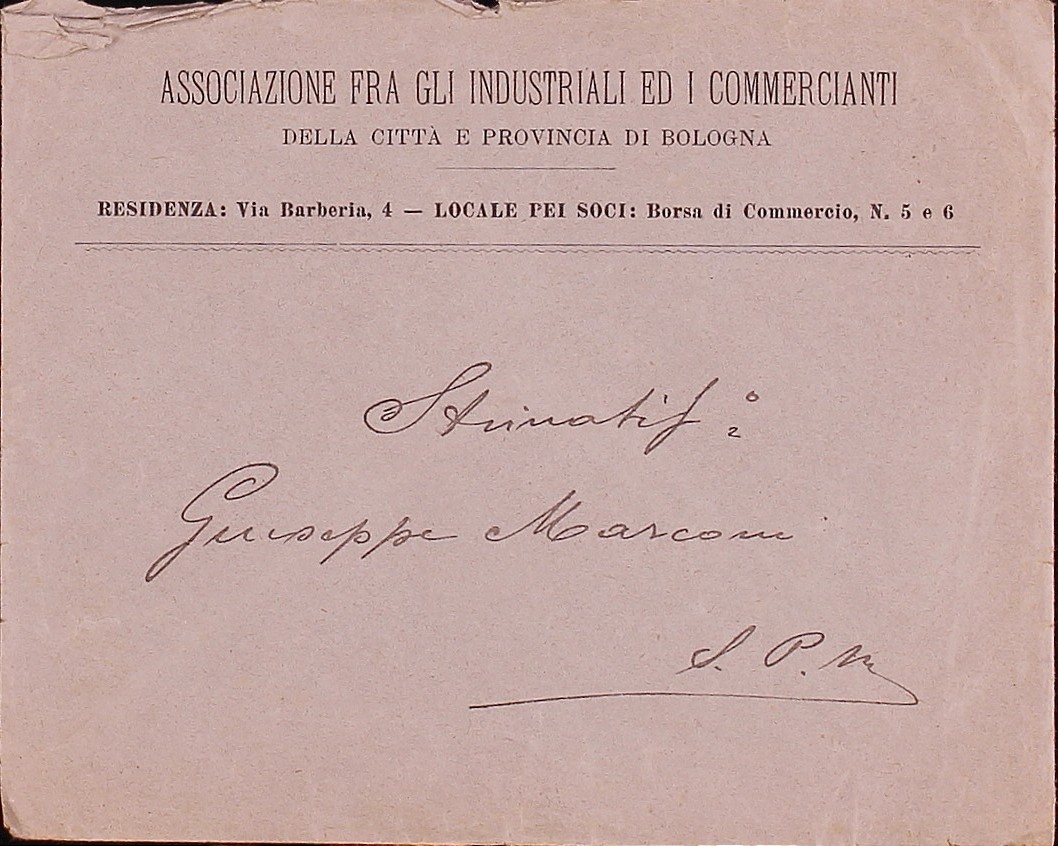 ASSOCIAZIONE FRA GLI INDUSTRIALI ED I COMMERCIANTI
DELLA CITTÀ E PROVINCIA DI BOLOGNA
RESIDENZA: Via Barberia, 4 — LOCALE PEI SOCI: Borsa di Commercio, N. 5 e 6
Stimatiss.º
Giuseppe Marconi
S. P. M